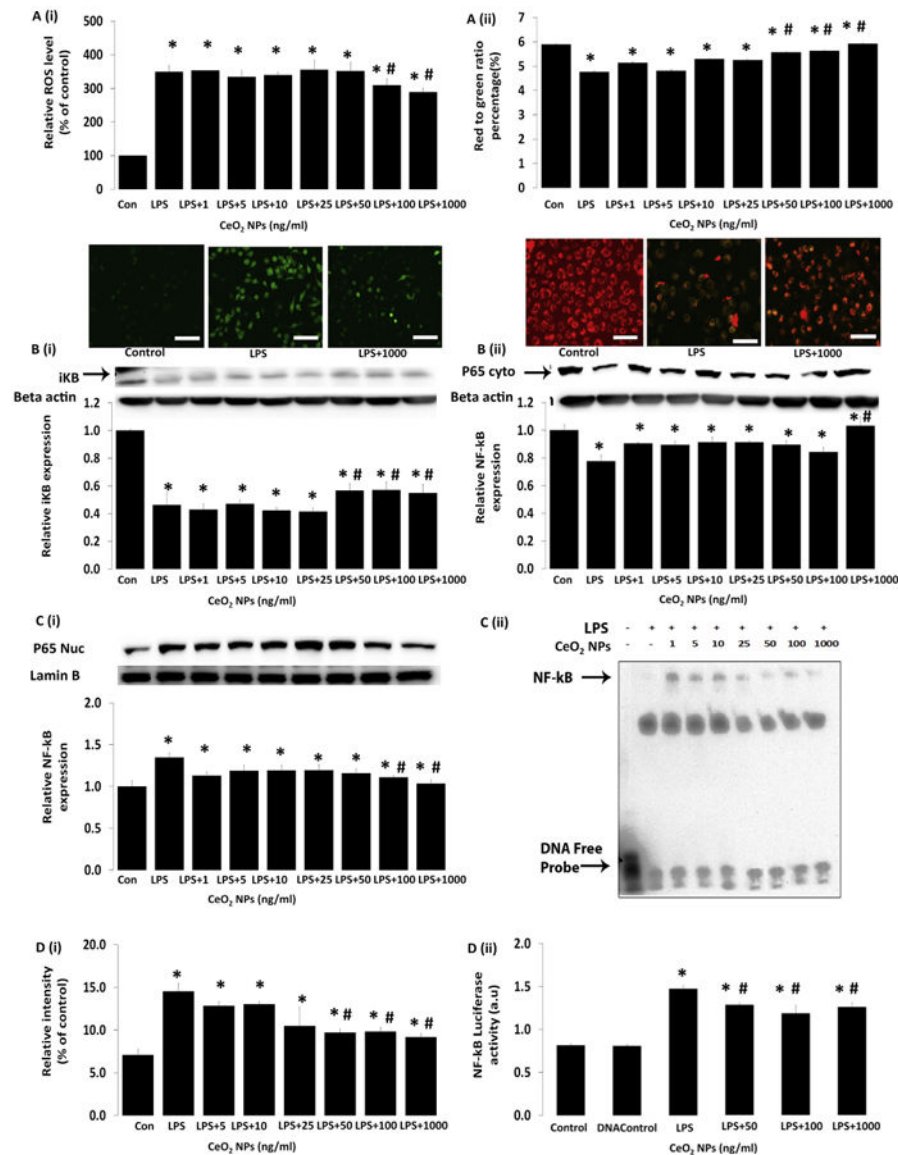 A (i)
Relative ROS level
(% of control)
500
400
300
200
100
0
* * * * * * * # * #
Con LPS LPS+1 LPS+5 LPS+10 LPS+25 LPS+50 LPS+100 LPS+1000
CeO2 NPs (ng/ml)
A (ii)
Red to green ratio
percentage(%)
7
6
5
4
3
2
1
0
* * * * * * # * # * #
Con LPS LPS+1 LPS+5 LPS+10 LPS+25 LPS+50 LPS+100 LPS+1000
CeO2 NPs (ng/ml)
Control LPS LPS+1000
Control LPS LPS+1000
B (i)
iKB
Beta actin
Relative iKB expression
1.2
1.0
0.8
0.6
0.4
0.2
0.0
* * * * * * # * # * #
Con LPS LPS+1 LPS+5 LPS+10 LPS+25 LPS+50 LPS+100 LPS+1000
CeO2 NPs (ng/ml)
B (ii)
P65 cyto
Beta actin
Relative NF-kB
expression
1.2
1.0
0.8
0.6
0.4
0.2
0.0
* * * * * * * * #
Con LPS LPS+1 LPS+5 LPS+10 LPS+25 LPS+50 LPS+100 LPS+1000
CeO2 NPs (ng/ml)
C (i)
P65 Nuc
Lamin B
Relative NF-kB
expression
2.0
1.5
1.0
0.5
0.0
* * * * * * * # * #
Con LPS LPS+1 LPS+5 LPS+10 LPS+25 LPS+50 LPS+100 LPS+1000
CeO2 NPs (ng/ml)
C (ii)
LPS - + + + + + + + +
CeO2 NPs - - 1 5 10 25 50 100 1000
NF-kB
DNA Free
Probe
D (i)
Relative intensity
(% of control)
20.0
15.0
10.0
5.0
0.0
* * * * * # * # * #
Con LPS LPS+5 LPS+10 LPS+25 LPS+50 LPS+100 LPS+1000
CeO2 NPs (ng/ml)
D (ii)
NF-kB Luciferase
activity (a.u)
2.0
1.5
1.0
0.5
0.0
* * # * # * #
Control DNAControl LPS LPS+50 LPS+100 LPS+1000
CeO2 NPs (ng/ml)